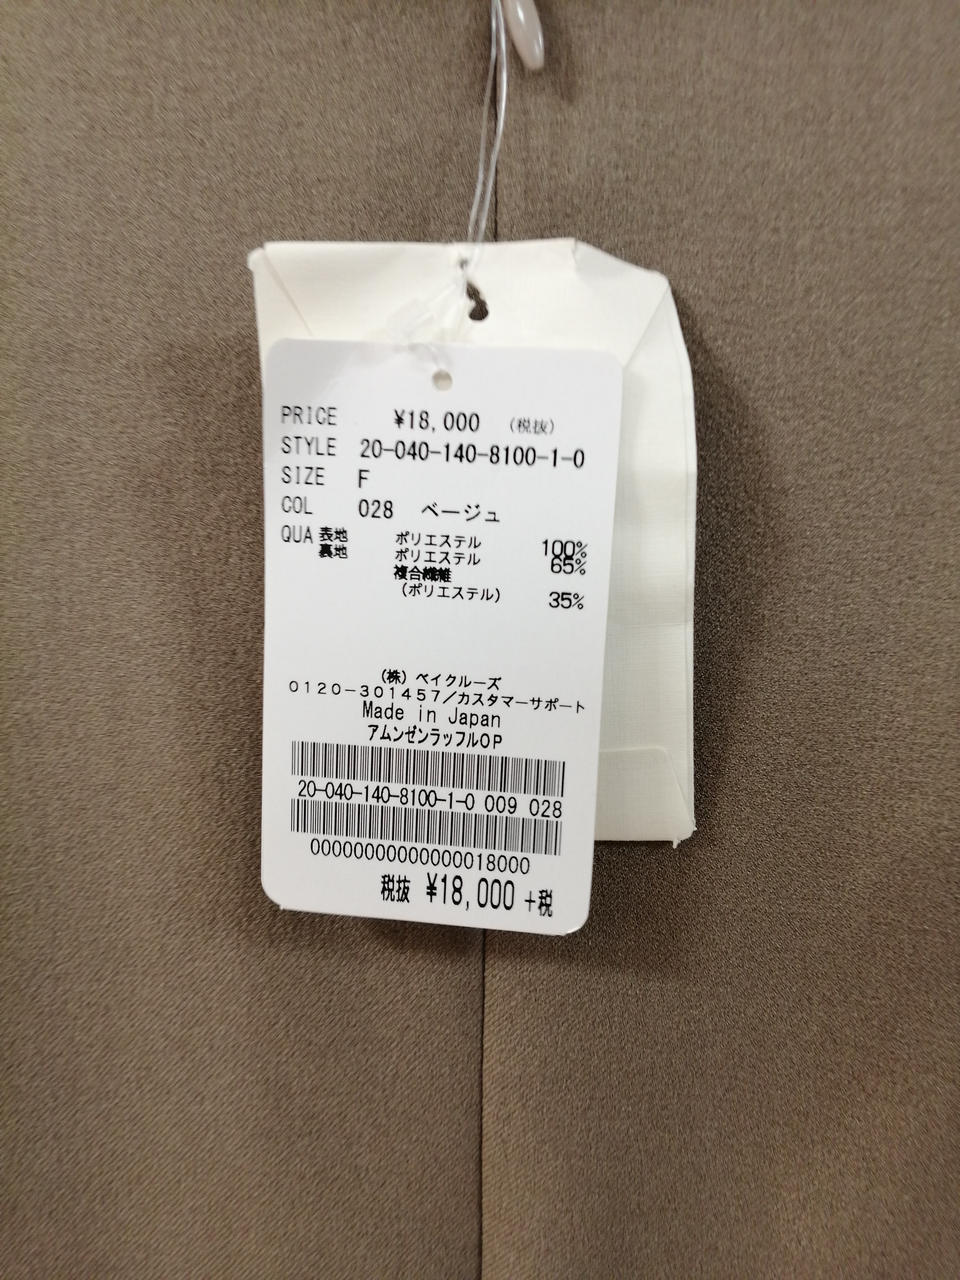 PRICE ¥18,000 (税抜)
STYLE 20-040-140-8100-1-0
SIZE F
COL 028 ベージュ
QUA 表地 ポリエステル 100%
裏地 ポリエステル 65%
複合繊維
(ポリエステル) 35%
(株) ベイクルーズ
0120-301457/カスタマーサポート
Made in Japan
アムンゼンラッフルOP
20-040-140-8100-1-0 009 028
00000000000000018000
税抜 ¥18,000 +税